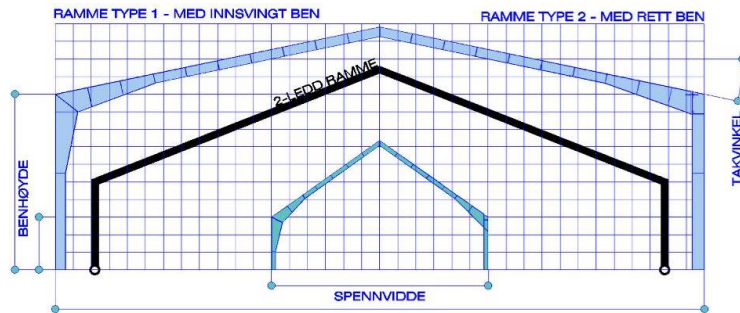 RAMME TYPE 1 - MED INNSVINGT BEN
RAMME TYPE 2 - MED RETT BEN
2-LEDD RAMME
BENHØYDE
TAKVINKEL
SPENNVIDDE